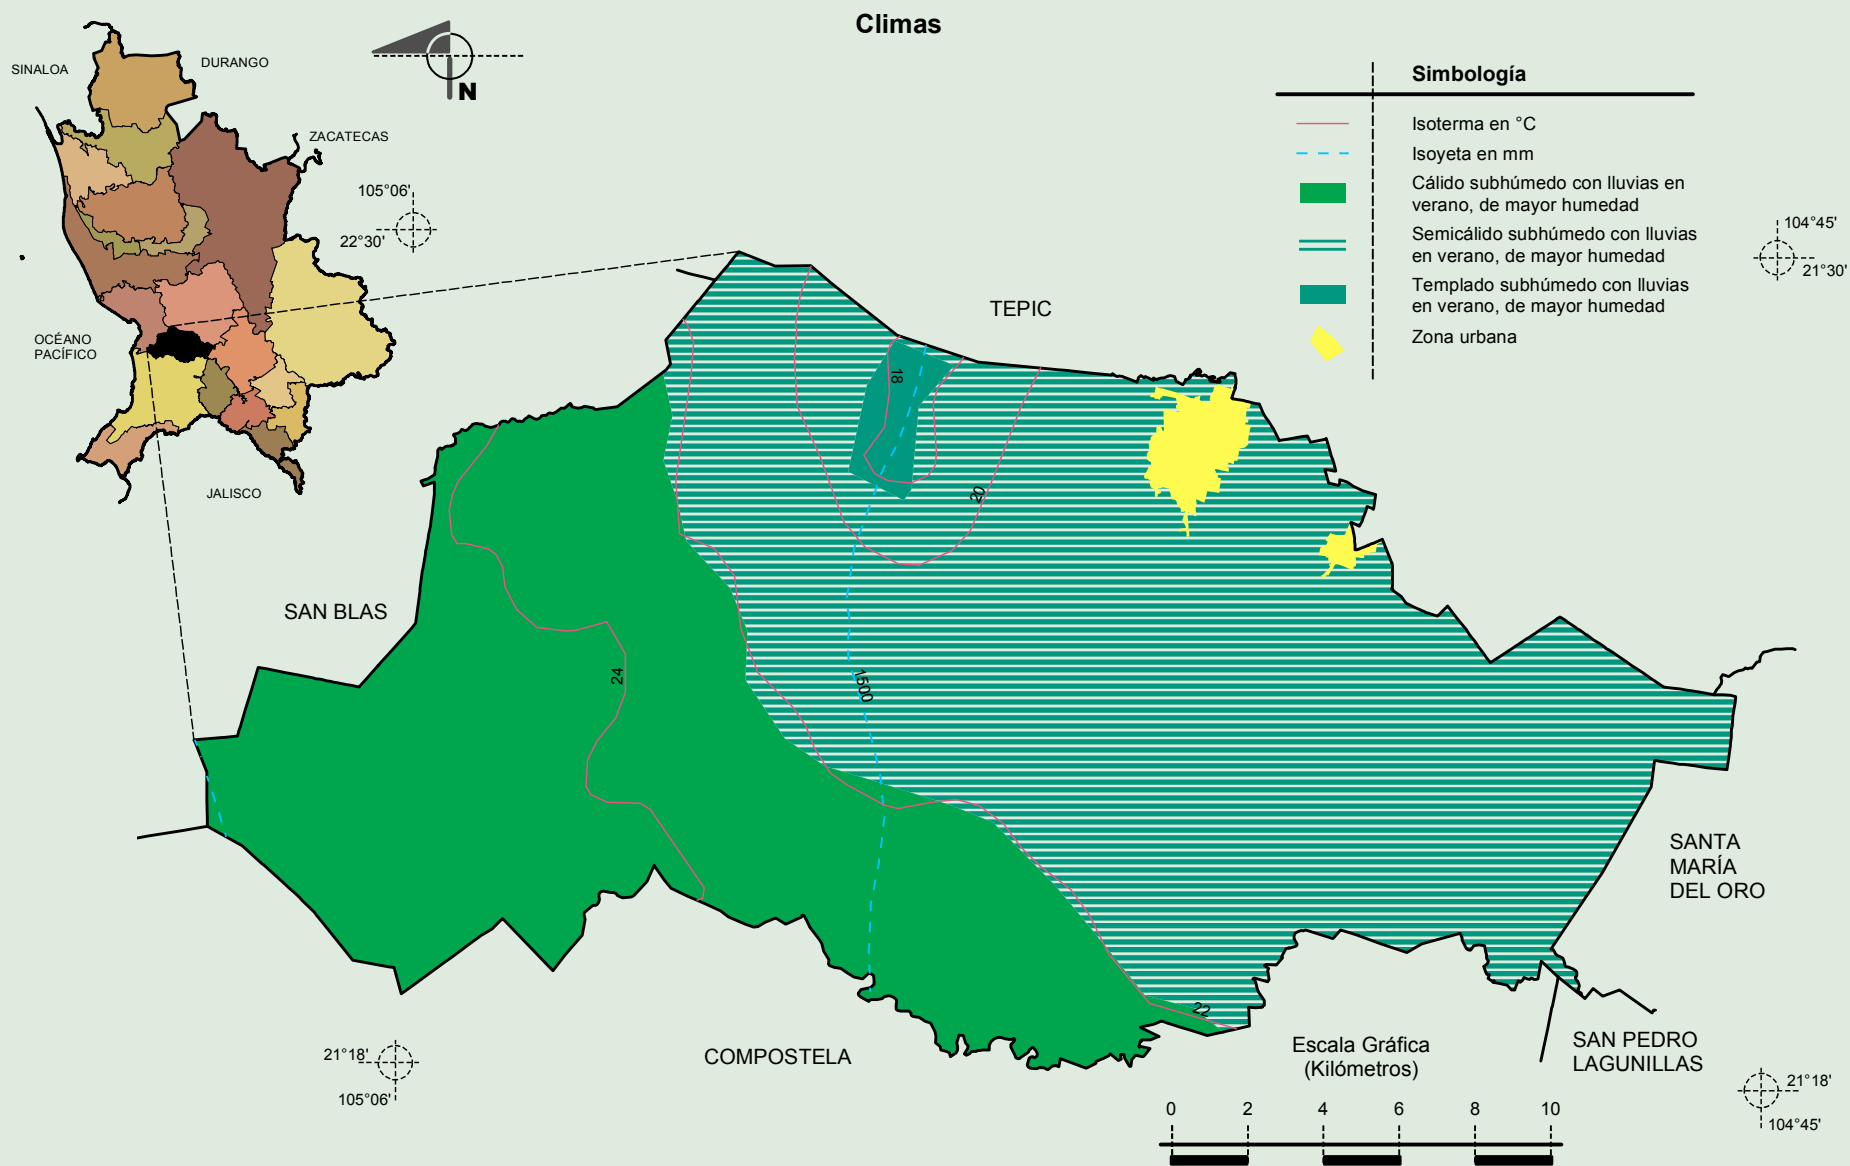 Climas
SINALOA
DURANGO
ZACATECAS
OCÉANO
PACÍFICO
JALISCO
N
105°06'
22°30'
Simbología
Isoterma en °C
Isoyeta en mm
Cálido subhúmedo con lluvias en
verano, de mayor humedad
Semicálido subhúmedo con lluvias
en verano, de mayor humedad
Templado subhúmedo con lluvias
en verano, de mayor humedad
Zona urbana
104°45'
21°30'
TEPIC
18
20
SAN BLAS
24
1500
SANTA
MARÍA
DEL ORO
22
COMPOSTELA
SAN PEDRO
LAGUNILLAS
21°18'
105°06'
Escala Gráfica
(Kilómetros)
0 2 4 6 8 10
21°18'
104°45'